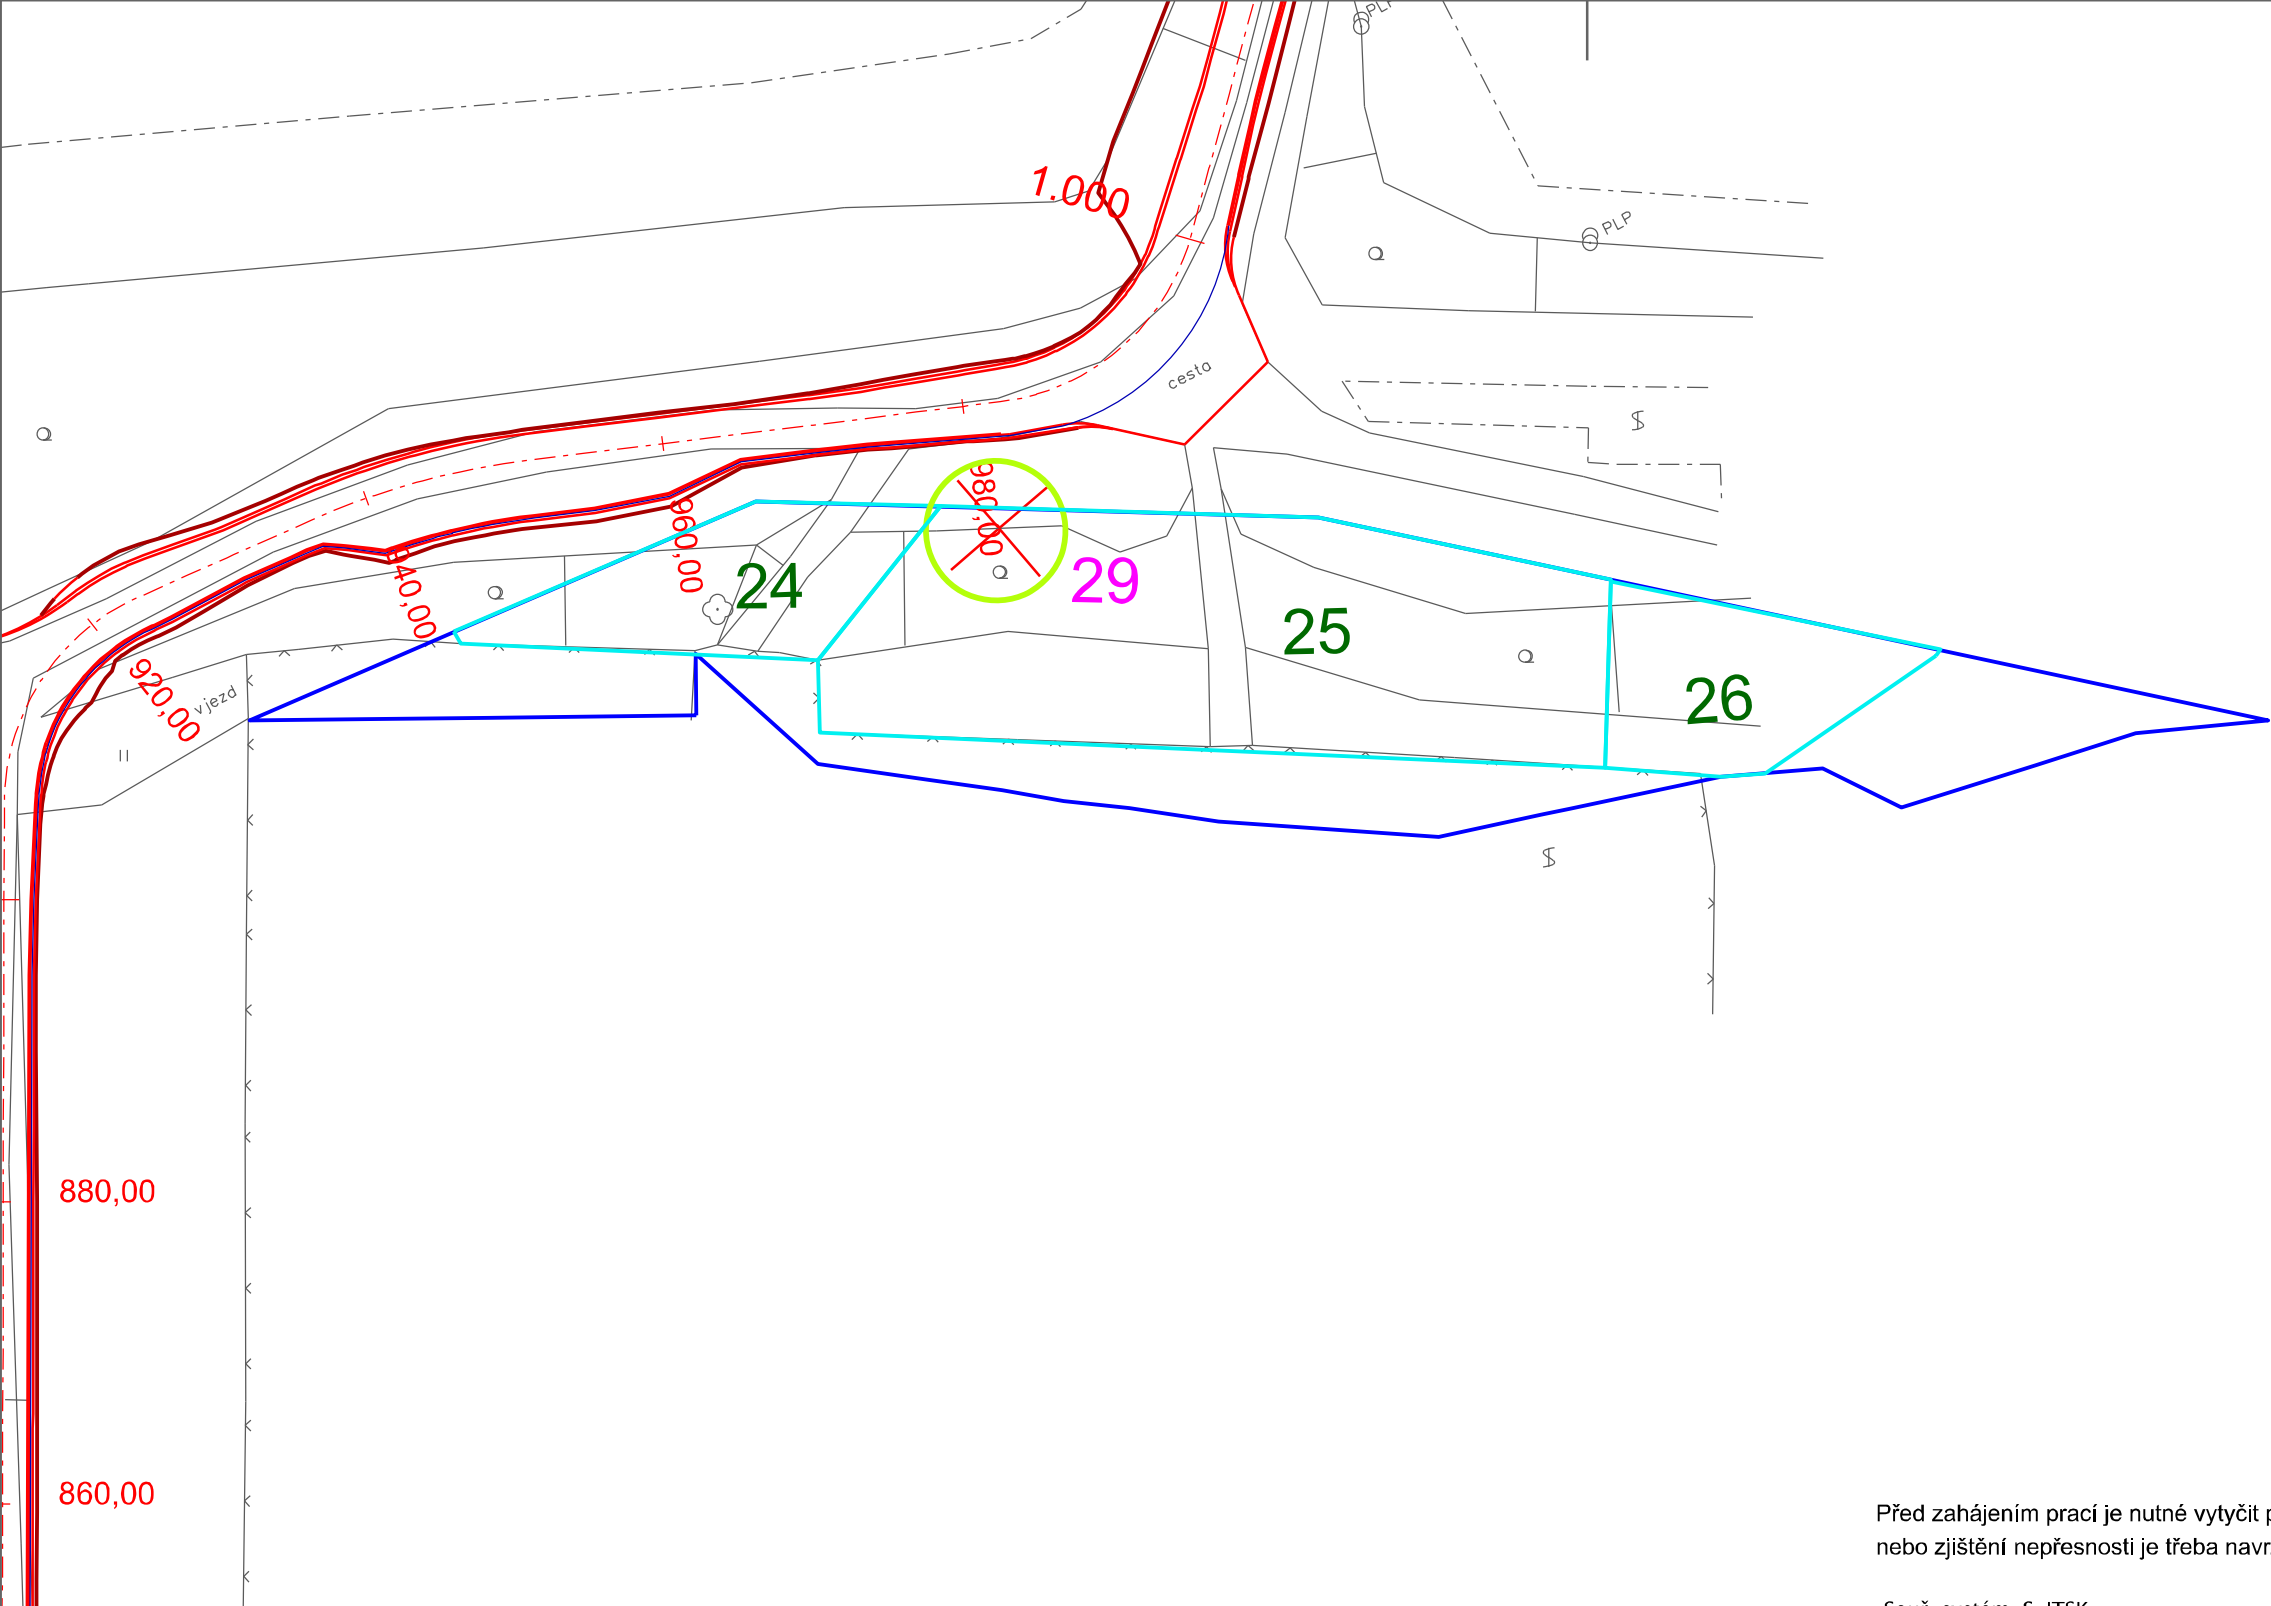 PLP
1.000
PLP
cesta
980,00
960,00
24
29
940,00
25
920,00
vjezd
26
880,00
860,00
Před zahájením prací je nutné vytyčit
nebo zjištění nepřesnosti je třeba